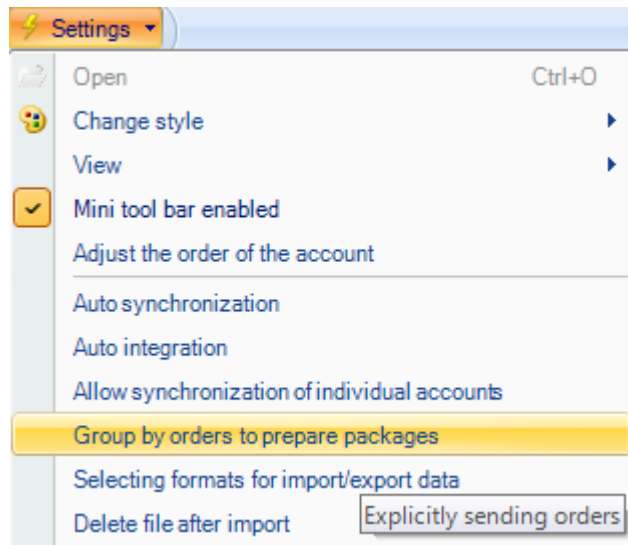 Settings
Open Ctrl+O
Change style
View
Mini tool bar enabled
Adjust the order of the account
Auto synchronization
Auto integration
Allow synchronization of individual accounts
Group by orders to prepare packages
Selecting formats for import/export data
Delete file after import
Explicitly sending orders